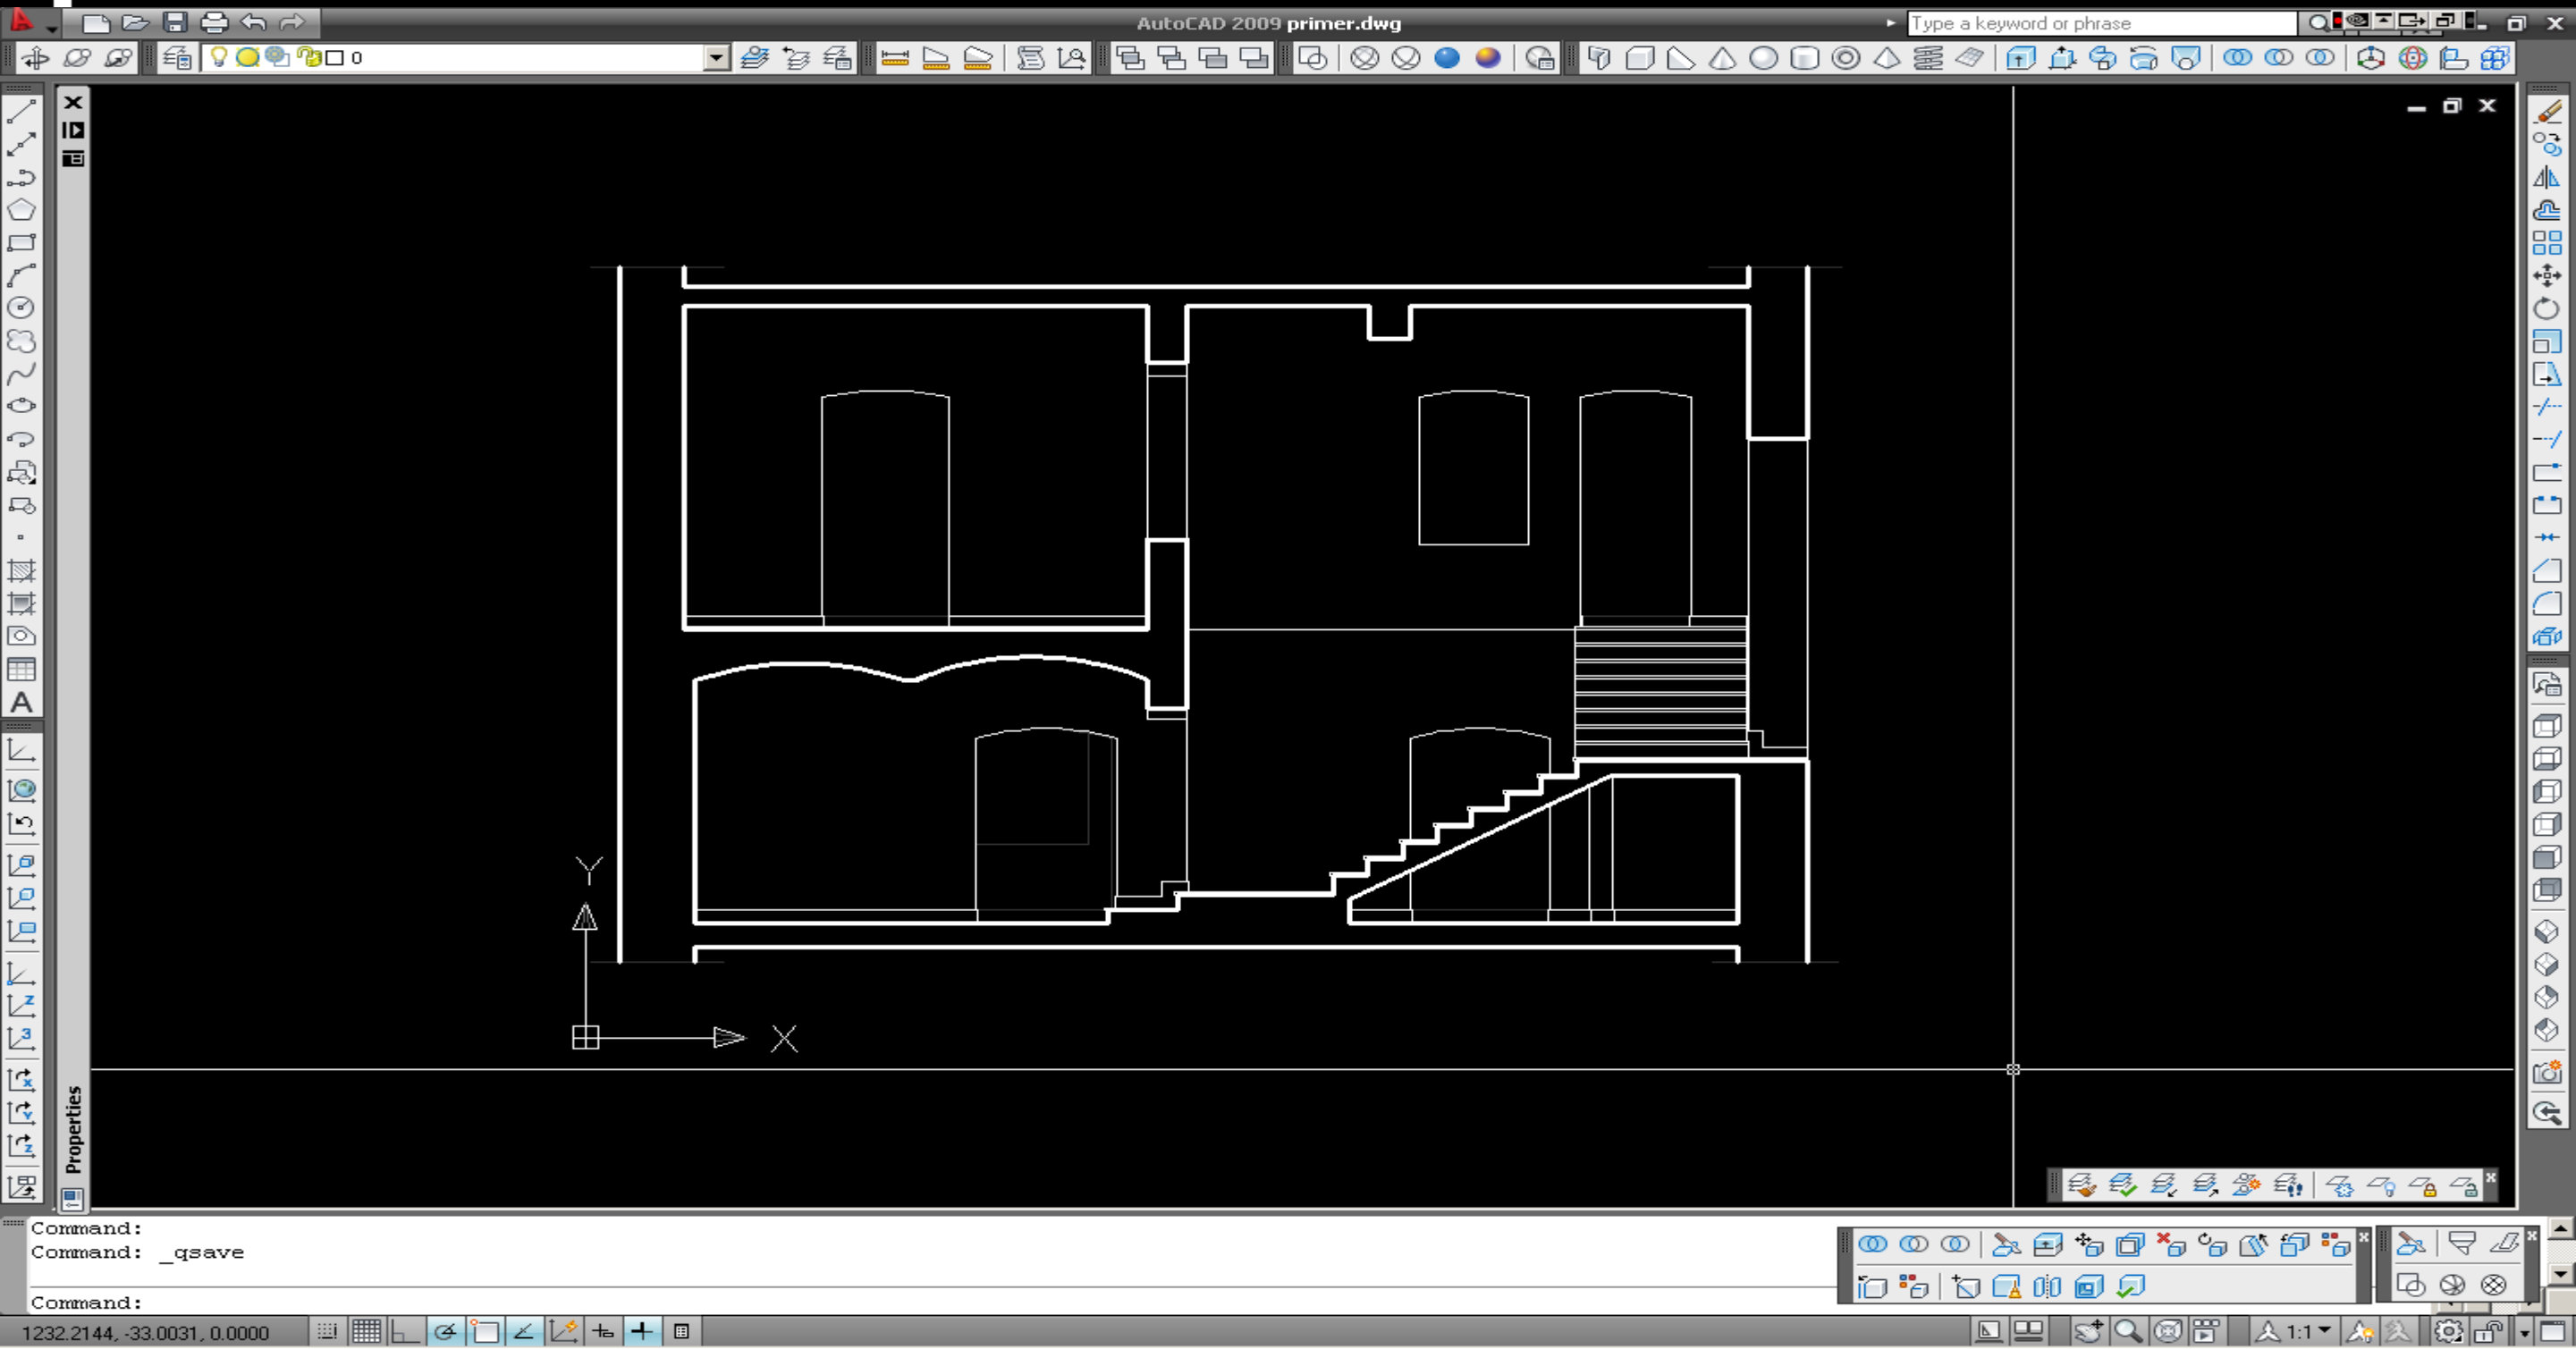 AutoCAD 2009 primer.dwg
Type a keyword or phrase
0
A
Y
X
Z
3
X
Y
Z
Properties
Command:
Command: _qsave
Command:
1232.2144, -33.0031, 0.0000
1:1